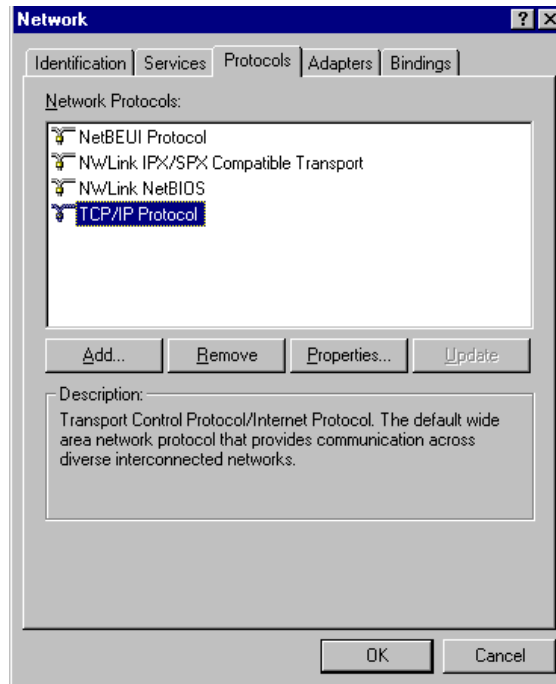 Network
Identification Services Protocols Adapters Bindings
Network Protocols:
NetBEUI Protocol
NWLink IPX/SPX Compatible Transport
NWLink NetBIOS
TCP/IP Protocol
Add... Remove Properties... Update
Description:
Transport Control Protocol/Internet Protocol. The default wide
area network protocol that provides communication across
diverse interconnected networks.
OK Cancel